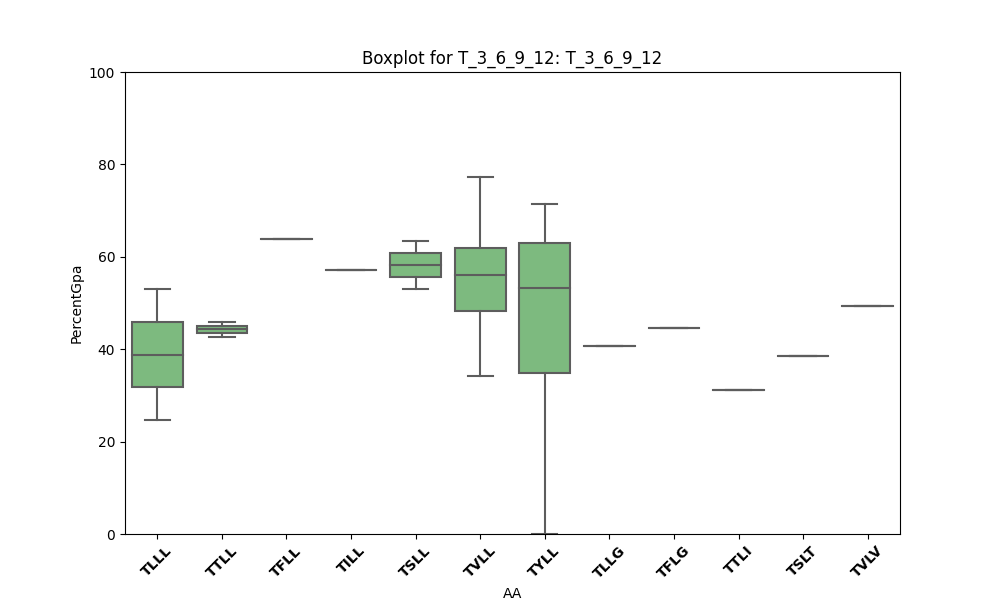 Boxplot for T_3_6_9_12: T_3_6_9_12
100
80
60
40
20
0
PercentGpa
TLLL
TTLL
TFLL
TILL
TSLL
TVLL
TYLL
TLLG
TFLG
TTLI
TSLT
TVLV
AA